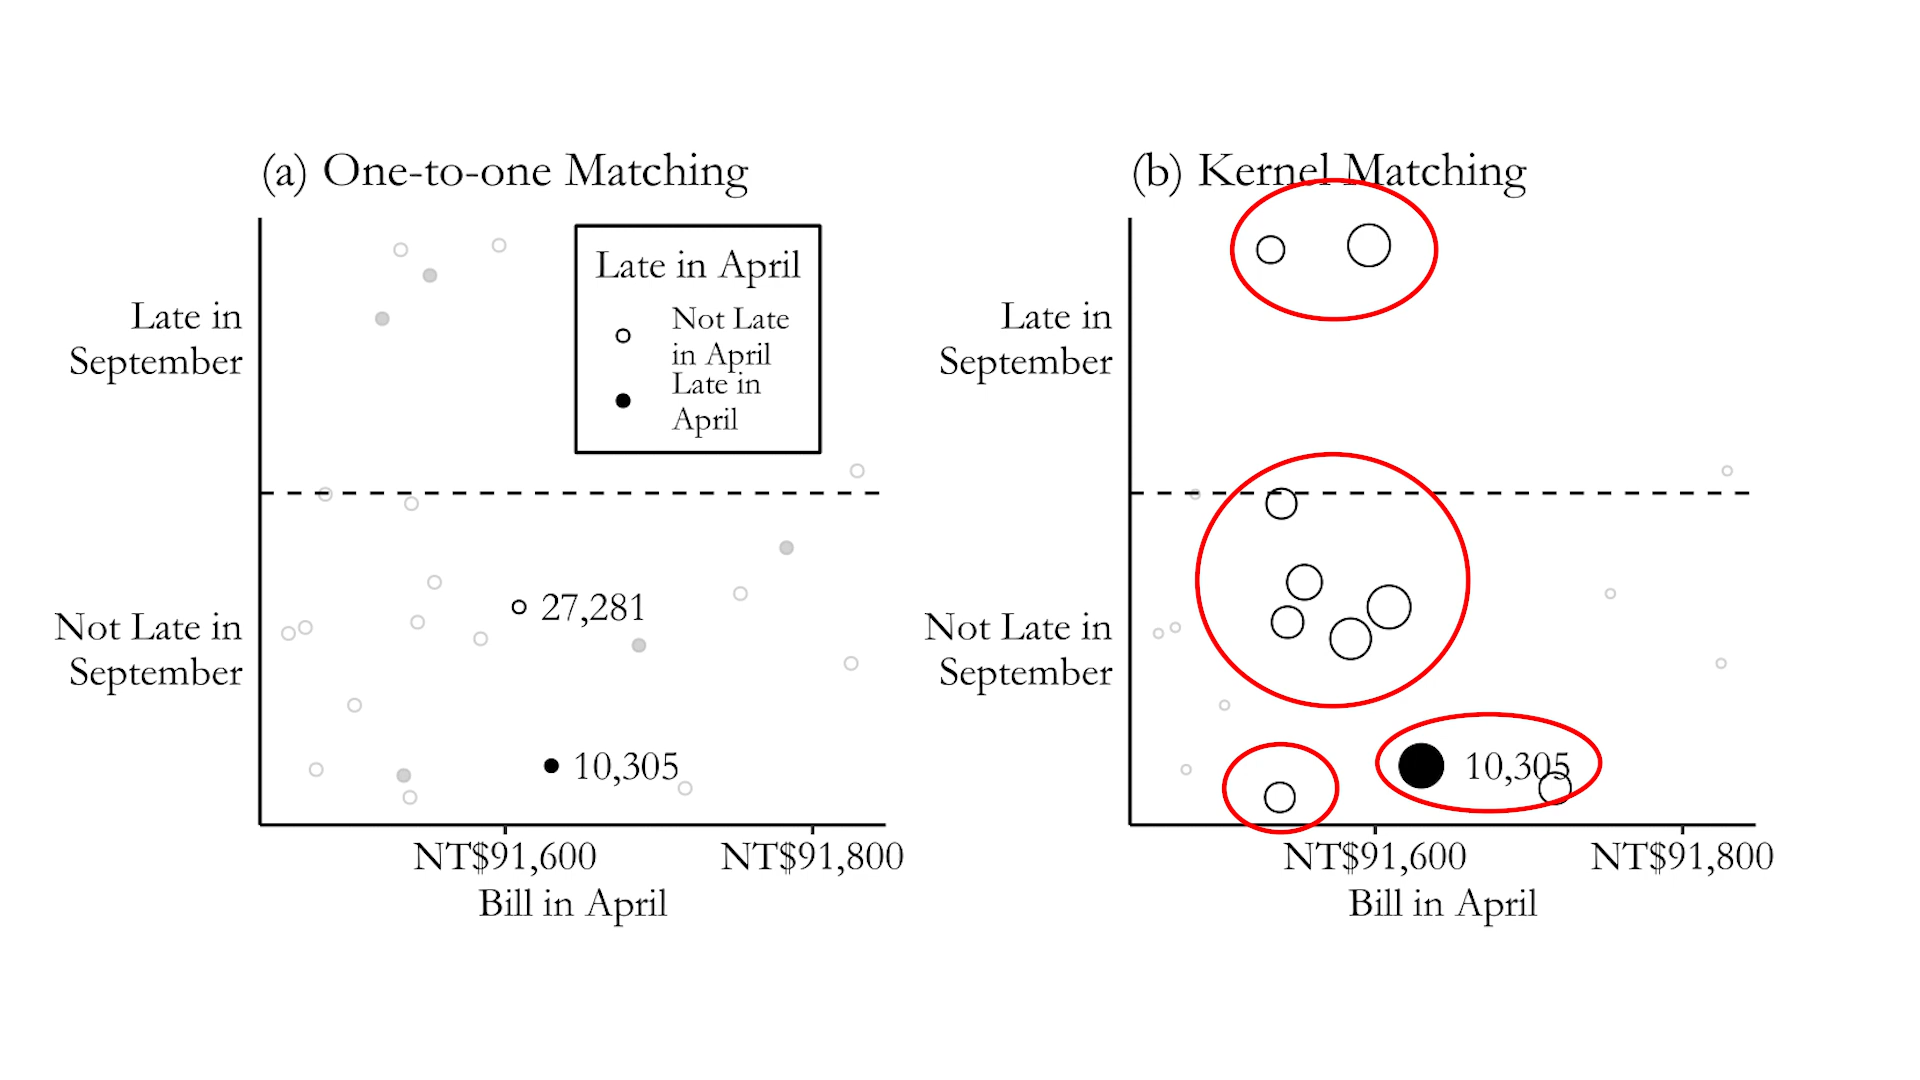 (a) One-to-one Matching
Late in April
Not Late
in April
Late in
April
Late in
September
27,281
Not Late in
September
10,305
NT$91,600
NT$91,800
Bill in April
(b) Kernel Matching
Late in
September
Not Late in
September
10,305
NT$91,600
NT$91,800
Bill in April